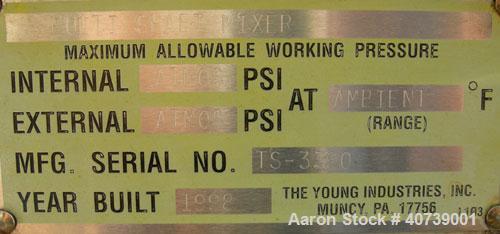 MULTI SHAFT MIXER
MAXIMUM ALLOWABLE WORKING PRESSURE
INTERNAL ATMOS PSI
EXTERNAL ATMOS PSI
AT AMBIENT °F
(RANGE)
MFG. SERIAL NO.
YEAR BUILT 1998
THE YOUNG INDUSTRIES, INC.
MUNCY, PA 17756 1103
Aaron Stock # 40739001